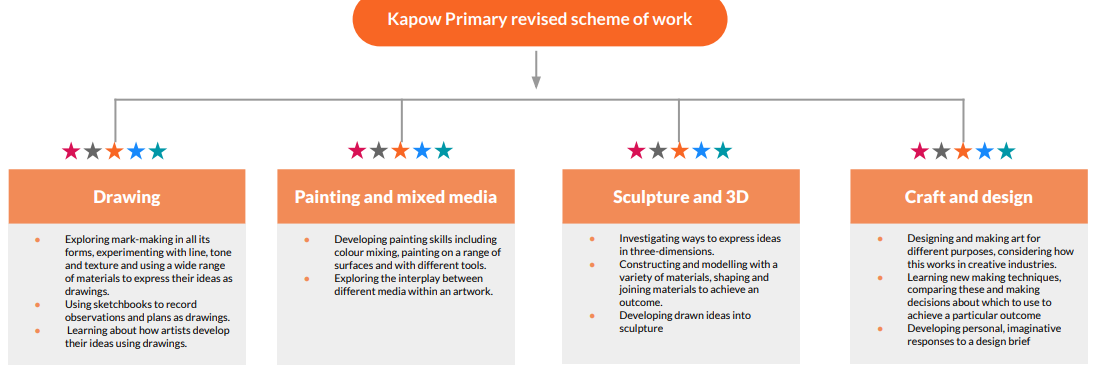 Kapow Primary revised scheme of work
Drawing
Exploring mark-making in all its
forms, experimenting with line, tone
and texture and using a wide range
of materials to express their ideas as
drawings.
Using sketchbooks to record
observations and plans as drawings.
Learning about how artists develop
their ideas using drawings.
Painting and mixed media
Developing painting skills including
colour mixing, painting on a range of
surfaces and with different tools.
Exploring the interplay between
different media within an artwork.
Sculpture and 3D
Investigating ways to express ideas
in three-dimensions.
Constructing and modelling with a
variety of materials, shaping and
joining materials to achieve an
outcome.
Developing drawn ideas into
sculpture
Craft and design
Designing and making art for
different purposes, considering how
this works in creative industries.
Learning new making techniques,
comparing these and making
decisions about which to use to
achieve a particular outcome
Developing personal, imaginative
responses to a design brief